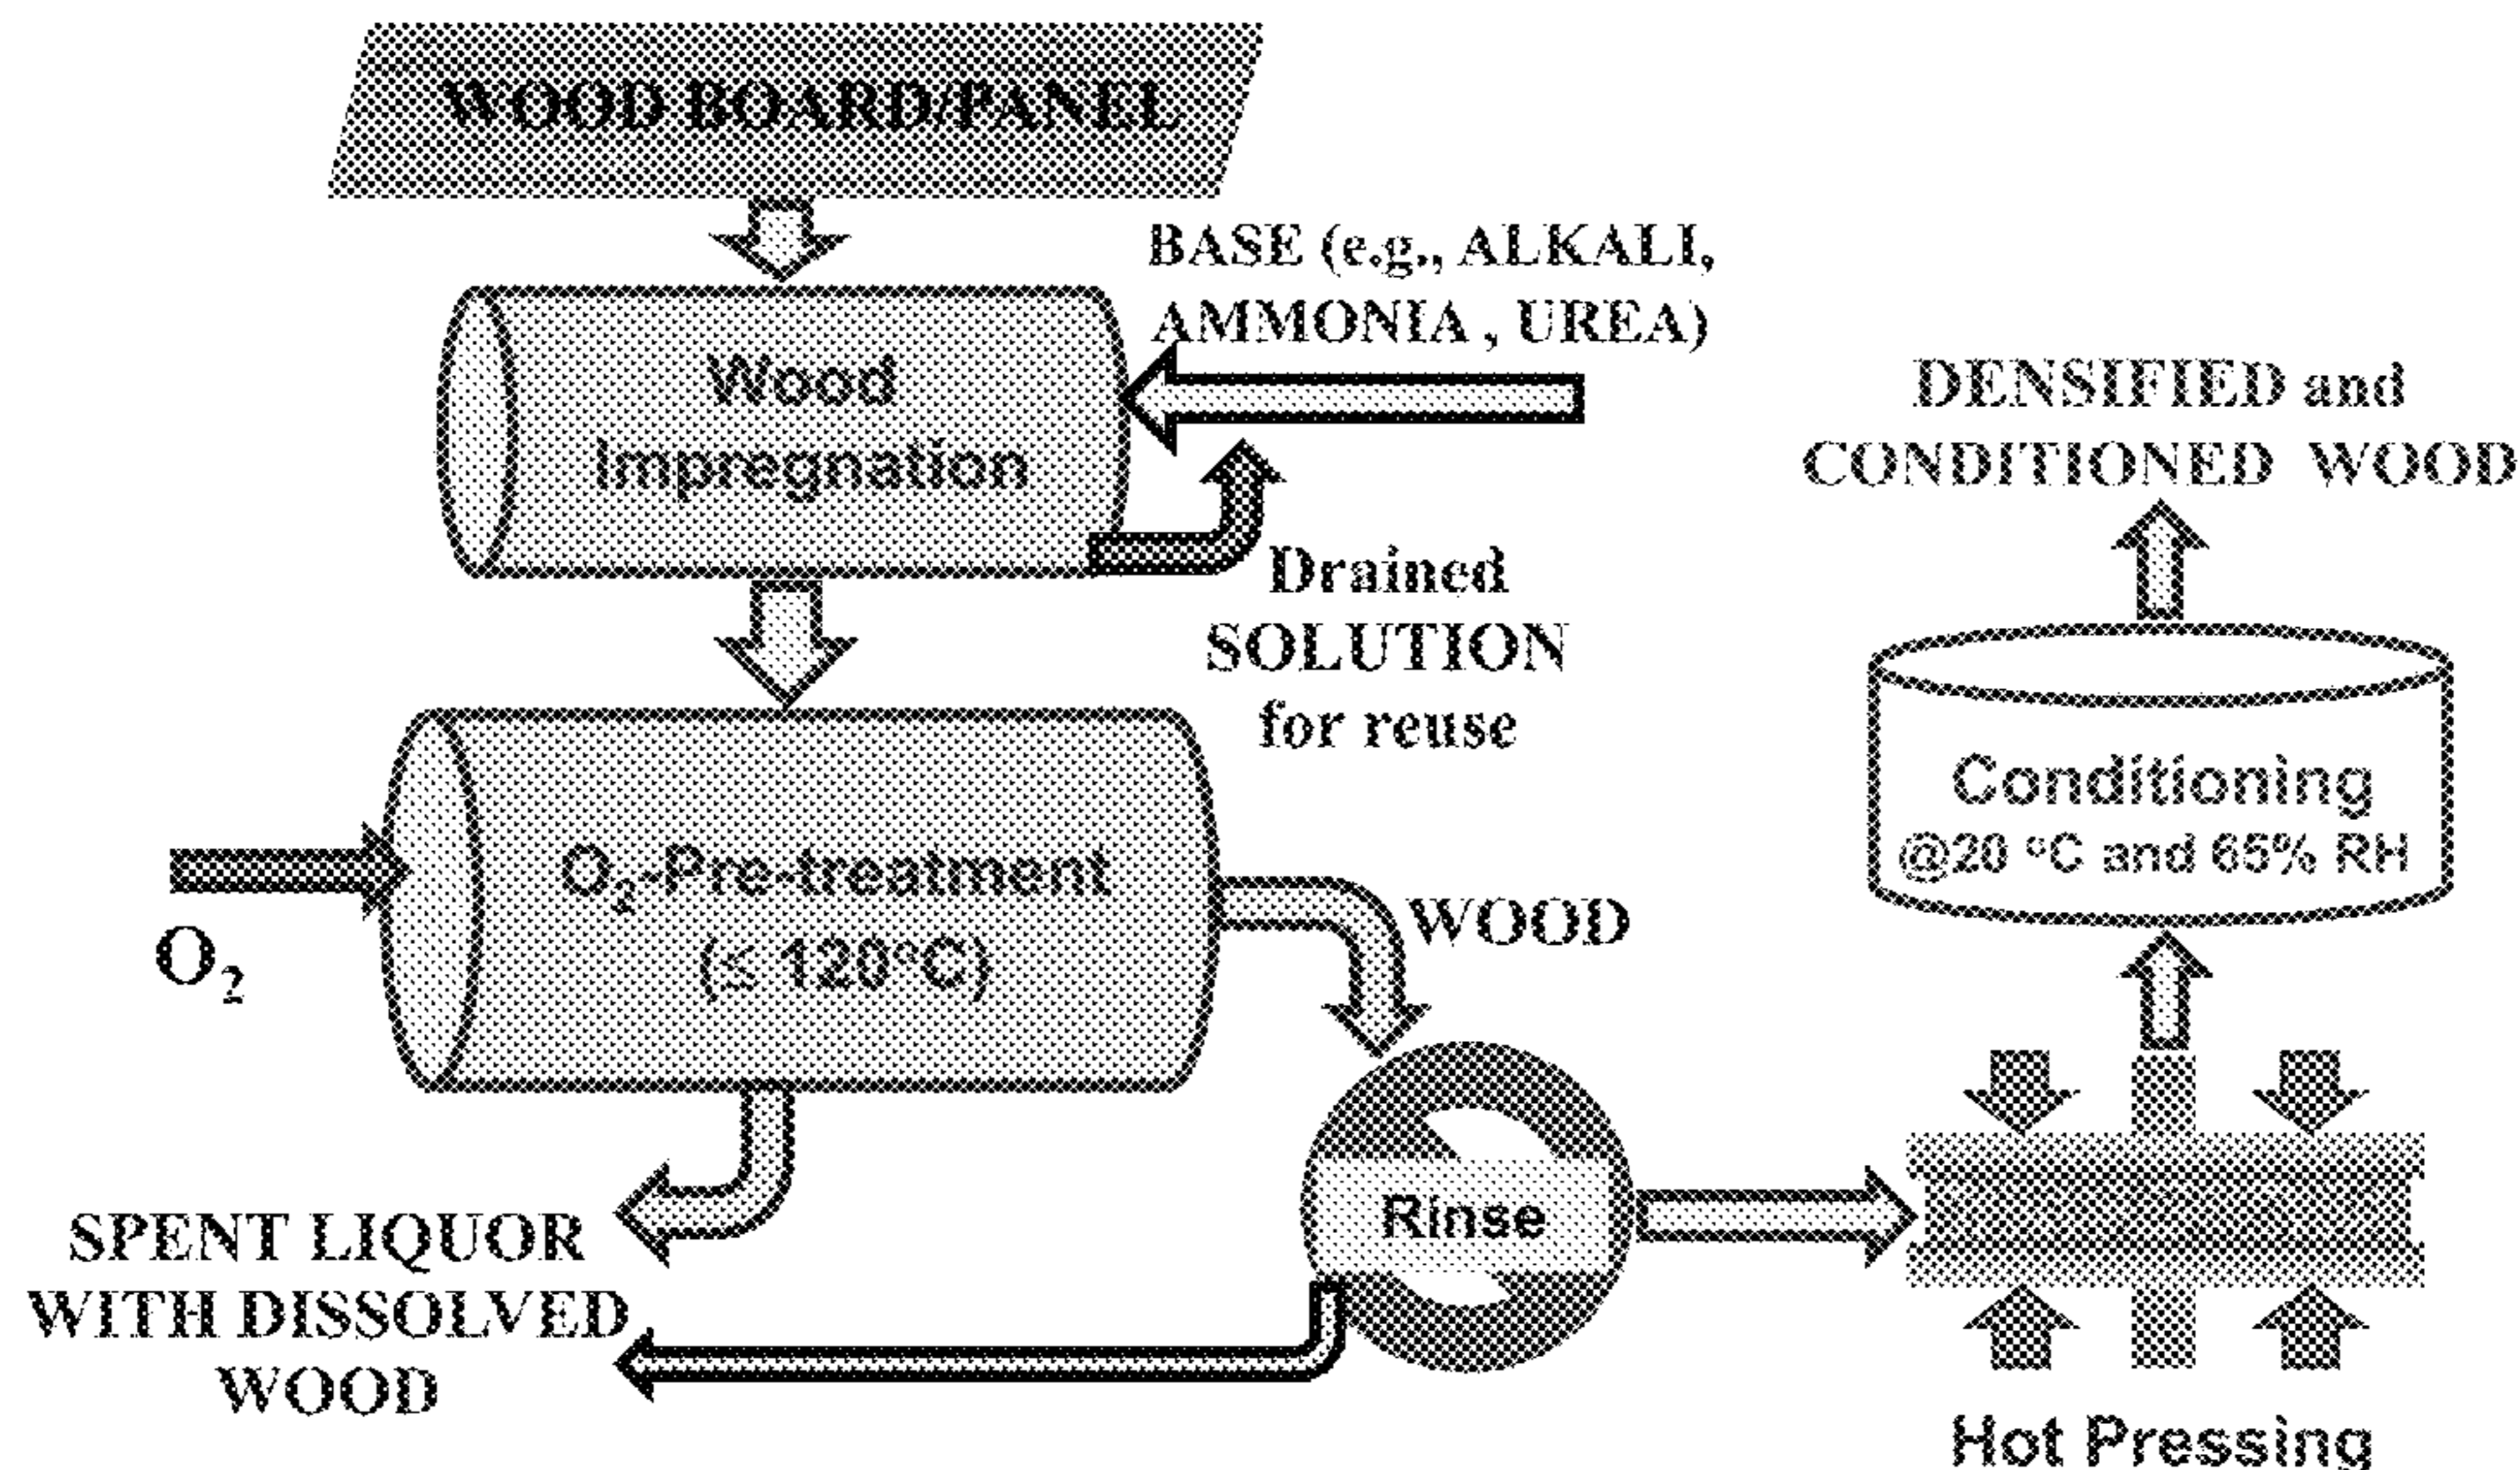 WOOD BOARD/PANEL
BASE (e.g., ALKALI,
AMMONIA , UREA)
Wood
Impregnation
Drained
SOLUTION
for reuse
O₂
O₂-Pre-treatment
(≤ 120°C)
WOOD
SPENT LIQUOR
WITH DISSOLVED
WOOD
Rinse
Hot Pressing
Conditioning
@20 °C and 65% RH
DENSIFIED and
CONDITIONED WOOD